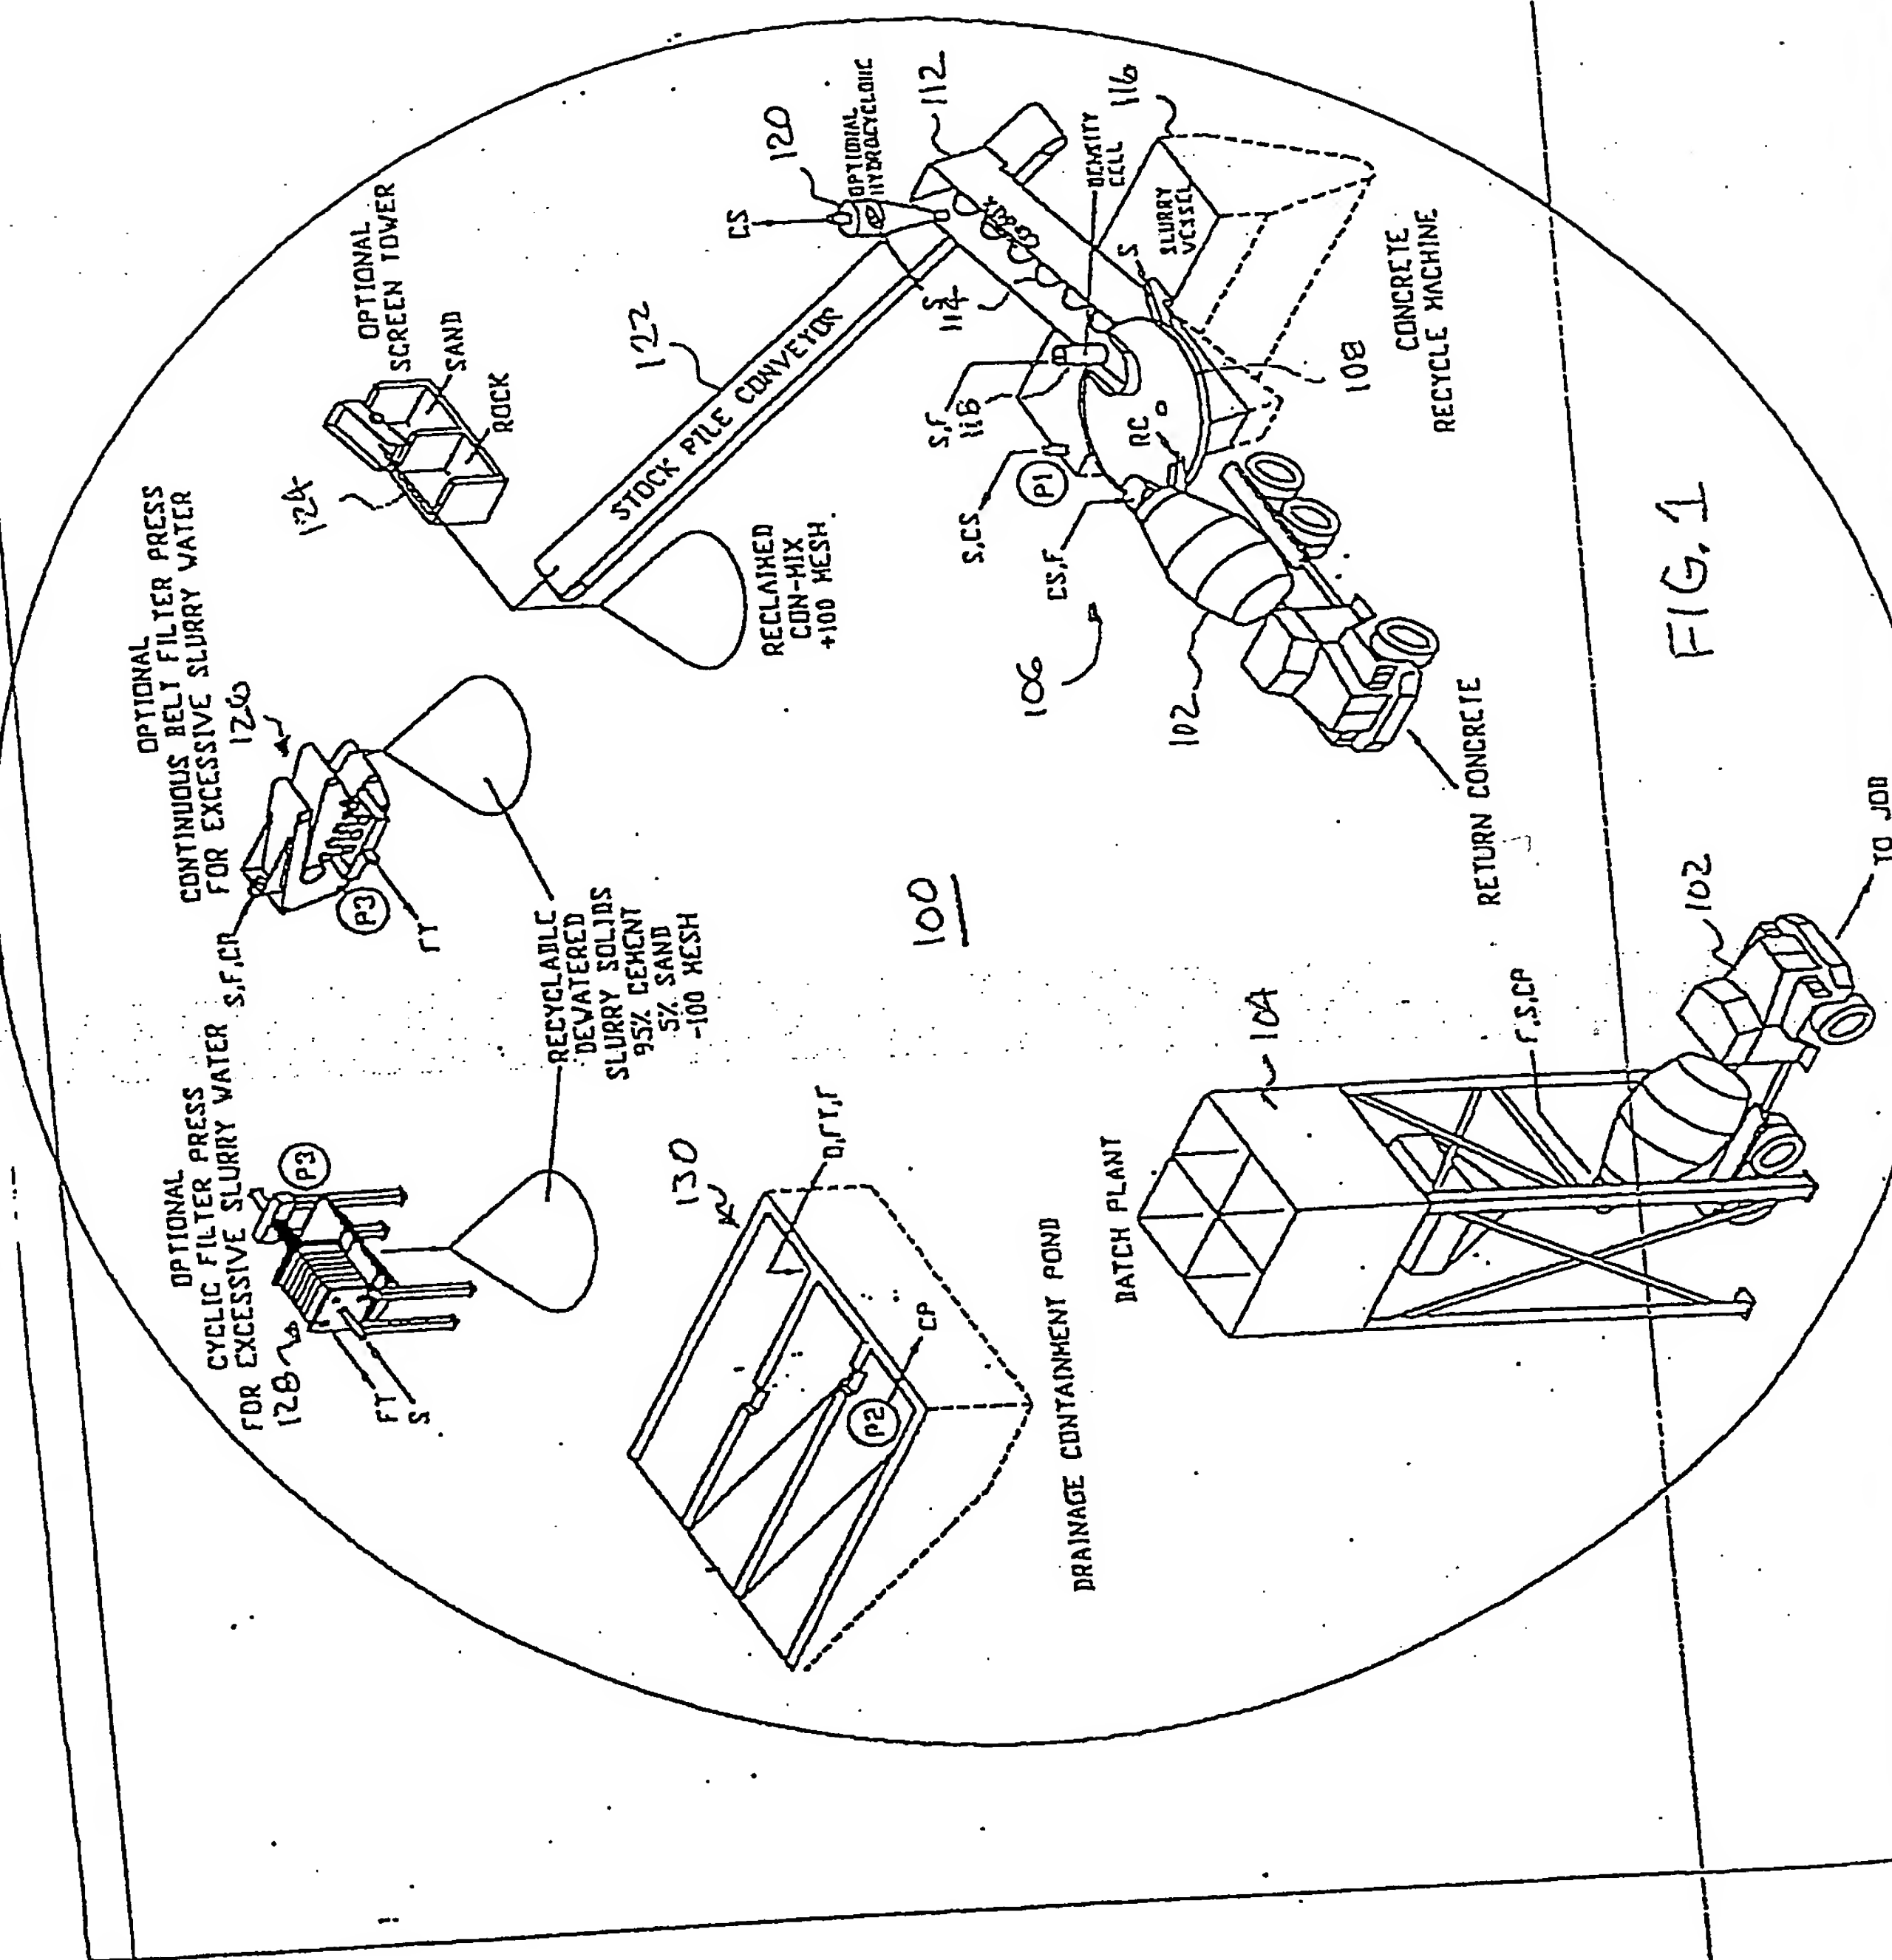 OPTIONAL
CYCLIC FILTER PRESS
FOR EXCESSIVE SLURRY WATER
128
P3
FT
S
OPTIONAL
CONTINUOUS BELT FILTER PRESS
FOR EXCESSIVE SLURRY WATER
126
P3
RECYCLABLE
DEWATERED
SLURRY SOLIDS
95% CEMENT
5% SAND
-100 MESH
OPTIONAL
SCREEN TOWER
SAND
ROCK
124
122
STOCK PILE CONVEYOR
RECLAIMED
CON-MIX
+100 MESH
CS
120
OPTIONAL
HYDROCYCLONE
112
114
DENSITY
CELL
116
SLURRY
VESSEL
S
S,F
118
S,CS
P1
CS,F
RC
108
CONCRETE
RECYCLE MACHINE
106
102
RETURN CONCRETE
100
130
P2
CP
DRAINAGE CONTAINMENT POND
BATCH PLANT
104
F,S,CP
102
TO JOB
FIG. 1